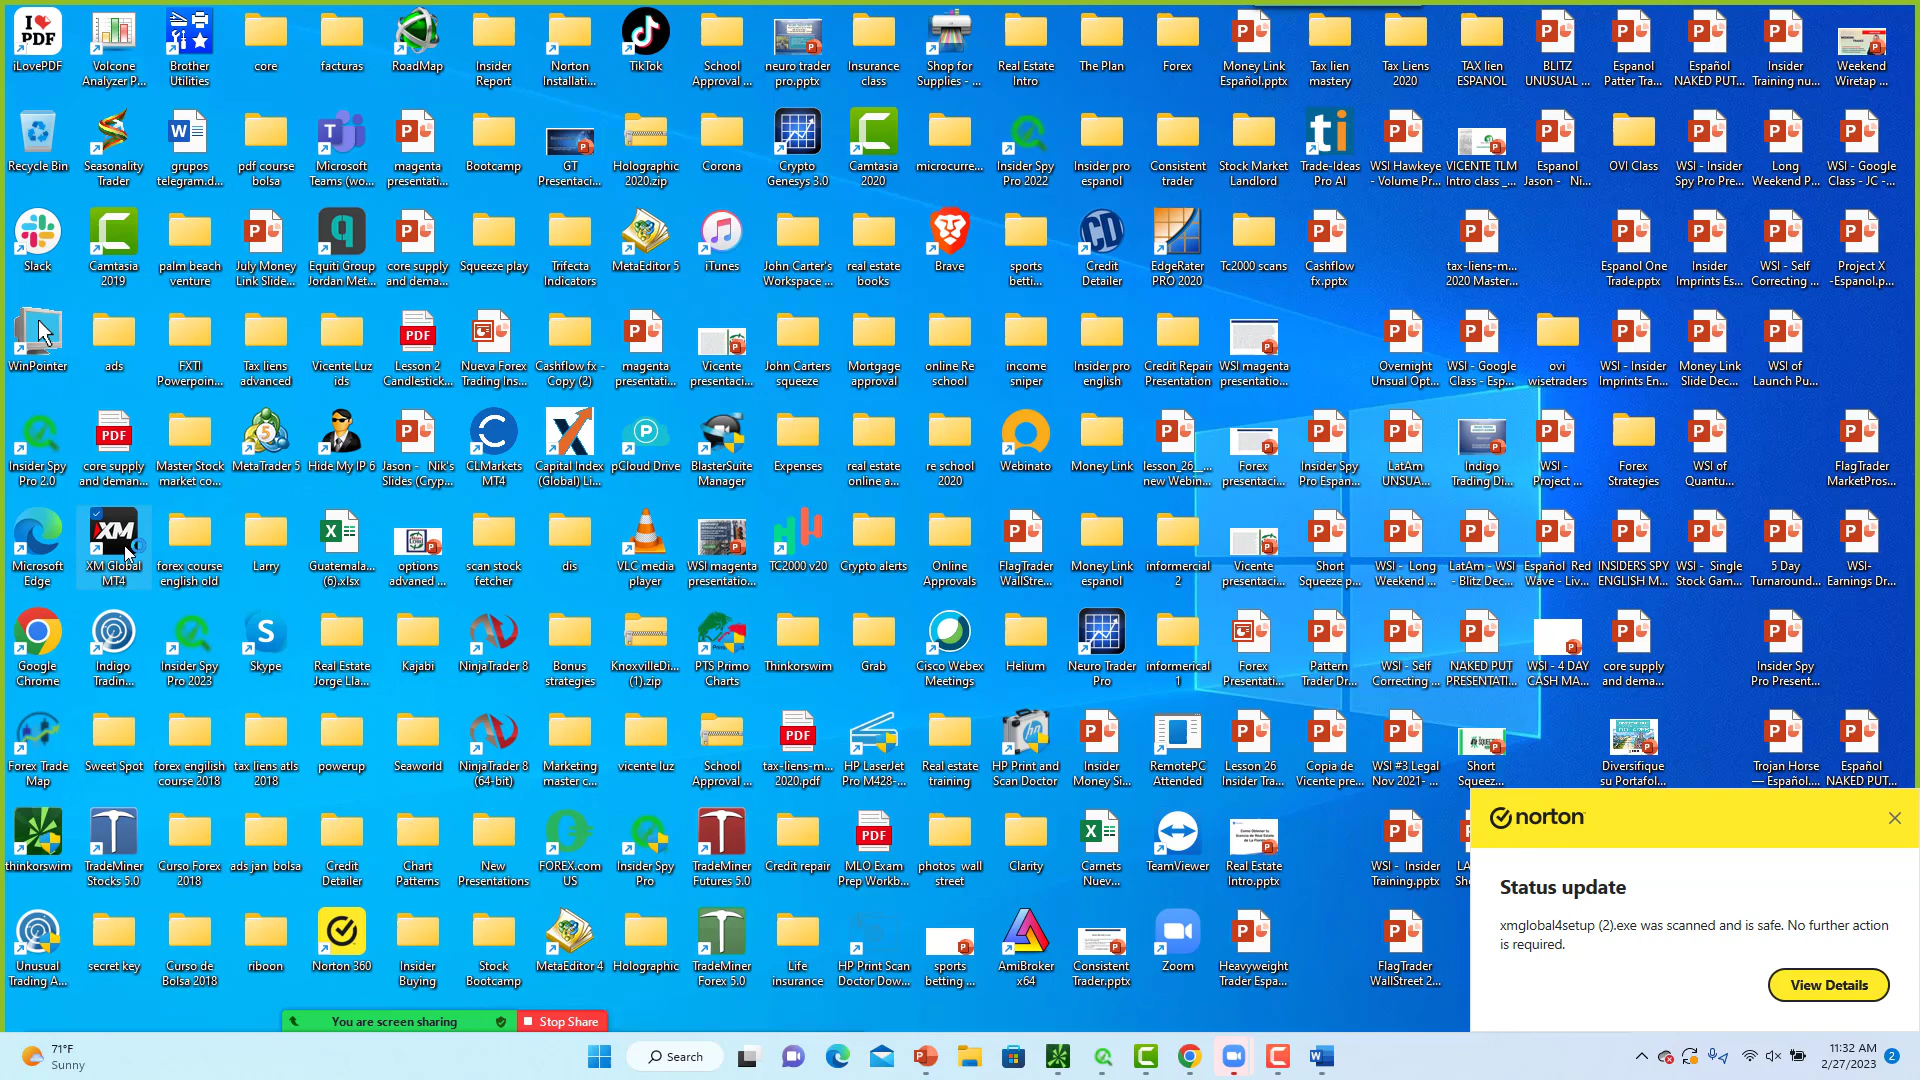 iLovePDF
Volcone
Analyzer P...
Brother
Utilities
core
facturas
RoadMap
Insider
Report
Norton
Installati...
TikTok
School
Approval ...
neuro trader
pro.pptx
Insurance
class
Shop for
Supplies - ...
Real Estate
Intro
The Plan
Forex
Money Link
Español.pptx
Tax lien
mastery
Tax Liens
2020
TAX lien
ESPANOL
BLITZ
UNUSUAL ...
Espanol
Patter Tra...
Español
NAKED PUT...
Insider
Training nu...
Weekend
Wiretap ...
Recycle Bin
Seasonality
Trader
grupos
telegram.d...
pdf course
bolsa
Microsoft
Teams (wo...
magenta
presentati...
Bootcamp
GT
Presentaci...
Holographic
2020.zip
Corona
Crypto
Genesys 3.0
Camtasia
2020
microcurre...
Insider Spy
Pro 2022
Insider pro
espanol
Consistent
trader
Stock Market
Landlord
Trade-Ideas
Pro AI
WSI Hawkeye
- Volume Pr...
VICENTE TLM
Intro class _...
Espanol
Jason - Ni...
OVI Class
WSI - Insider
Spy Pro Pre...
Long
Weekend P...
WSI - Google
Class - JC -...
Slack
Camtasia
2019
palm beach
venture
July Money
Link Slide...
Equiti Group
Jordan Met...
core supply
and dema...
Squeeze play
Trifecta
Indicators
MetaEditor 5
iTunes
John Carter's
Workspace ...
real estate
books
Brave
sports
betti...
Credit
Detailer
EdgeRater
PRO 2020
Tc2000 scans
Cashflow
fx.pptx
tax-liens-m...
2020 Master...
Espanol One
Trade.pptx
Insider
Imprints Es...
WSI - Self
Correcting ...
Project X
-Espanol.p...
WinPointer
ads
FXTI
Powerpoin...
Tax liens
advanced
Vicente Luz
ids
Lesson 2
Candlestick...
Nueva Forex
Trading Ins...
Cashflow fx -
Copy (2)
magenta
presentati...
Vicente
presentaci...
John Carters
squeeze
Mortgage
approval
online Re
school
income
sniper
Insider pro
english
Credit Repair
Presentation
WSI magenta
presentatio...
Overnight
Unsual Opt...
WSI - Google
Class - Esp...
ovi
wisetraders
WSI - Insider
Imprints En...
Money Link
Slide Dec...
WSI of
Launch Pu...
Insider Spy
Pro 2.0
core supply
and deman...
Master Stock
market co...
MetaTrader 5
Hide My IP 6
Jason - Nik's
Slides (Cryp...
CLMarkets
MT4
Capital Index
(Global) Li...
pCloud Drive
BlasterSuite
Manager
Expenses
real estate
online a...
re school
2020
Webinato
Money Link
lesson_26__...
new Webin...
Forex
presentaci...
Insider Spy
Pro Espan...
LatAm
UNSUA...
Indigo
Trading Di...
WSI -
Project ...
Forex
Strategies
WSI of
Quantu...
FlagTrader
MarketPros...
Microsoft
Edge
XM Global
MT4
forex course
english old
Larry
Guatemala...
(6).xlsx
options
advaned ...
scan stock
fetcher
dis
VLC media
player
WSI magenta
presentatio...
TC2000 v20
Crypto alerts
Online
Approvals
FlagTrader
WallStre...
Money Link
espanol
informercial
2
Vicente
presentaci...
Short
Squeeze p...
WSI - Long
Weekend ...
LatAm - WSI
- Blitz Dec...
Español Red
Wave - Liv...
INSIDERS SPY
ENGLISH M...
WSI - Single
Stock Gam...
5 Day
Turnaround...
WSI-
Earnings Dr...
Google
Chrome
Indigo
Tradin...
Insider Spy
Pro 2023
Skype
Real Estate
Jorge Lla...
Kajabi
NinjaTrader 8
Bonus
strategies
KnoxvilleDi...
(1).zip
PTS Primo
Charts
Thinkorswim
Grab
Cisco Webex
Meetings
Helium
Neuro Trader
Pro
informerical
1
Forex
Presentati...
Pattern
Trader Dr...
WSI - Self
Correcting ...
NAKED PUT
PRESENTATI...
WSI - 4 DAY
CASH MA...
core supply
and dema...
Insider Spy
Pro Present...
Forex Trade
Map
Sweet Spot
forex engilish
course 2018
tax liens atls
2018
powerup
Seaworld
NinjaTrader 8
(64-bit)
Marketing
master c...
vicente luz
School
Approval ...
tax-liens-m...
2020.pdf
HP LaserJet
Pro M428-...
Real estate
training
HP Print and
Scan Doctor
Insider
Money Si...
RemotePC
Attended
Lesson 26
Insider Tra...
Copia de
Vicente pre...
WSI #3 Legal
Nov 2021- ...
Short
Squeez...
Diversifique
su Portafol...
Trojan Horse
— Español....
Español
NAKED PUT...
thinkorswim
TradeMiner
Stocks 5.0
Curso Forex
2018
ads jan bolsa
Credit
Detailer
Chart
Patterns
New
Presentations
FOREX.com
US
Insider Spy
Pro
TradeMiner
Futures 5.0
Credit repair
MLO Exam
Prep Workb...
photos wall
street
Clarity
Carnets
Nuev...
TeamViewer
Real Estate
Intro.pptx
WSI - Insider
Training.pptx
norton
Status update
xmglobal4setup (2).exe was scanned and is safe. No further action
is required.
View Details
Unusual
Trading A...
secret key
Curso de
Bolsa 2018
riboon
Norton 360
Insider
Buying
Stock
Bootcamp
MetaEditor 4
Holographic
TradeMiner
Forex 5.0
Life
insurance
HP Print Scan
Doctor Dow...
sports
betting ...
AmiBroker
x64
Consistent
Trader.pptx
Zoom
Heavyweight
Trader Espa...
FlagTrader
WallStreet 2...
You are screen sharing
Stop Share
71°F
Sunny
Search
11:32 AM
2/27/2023
2